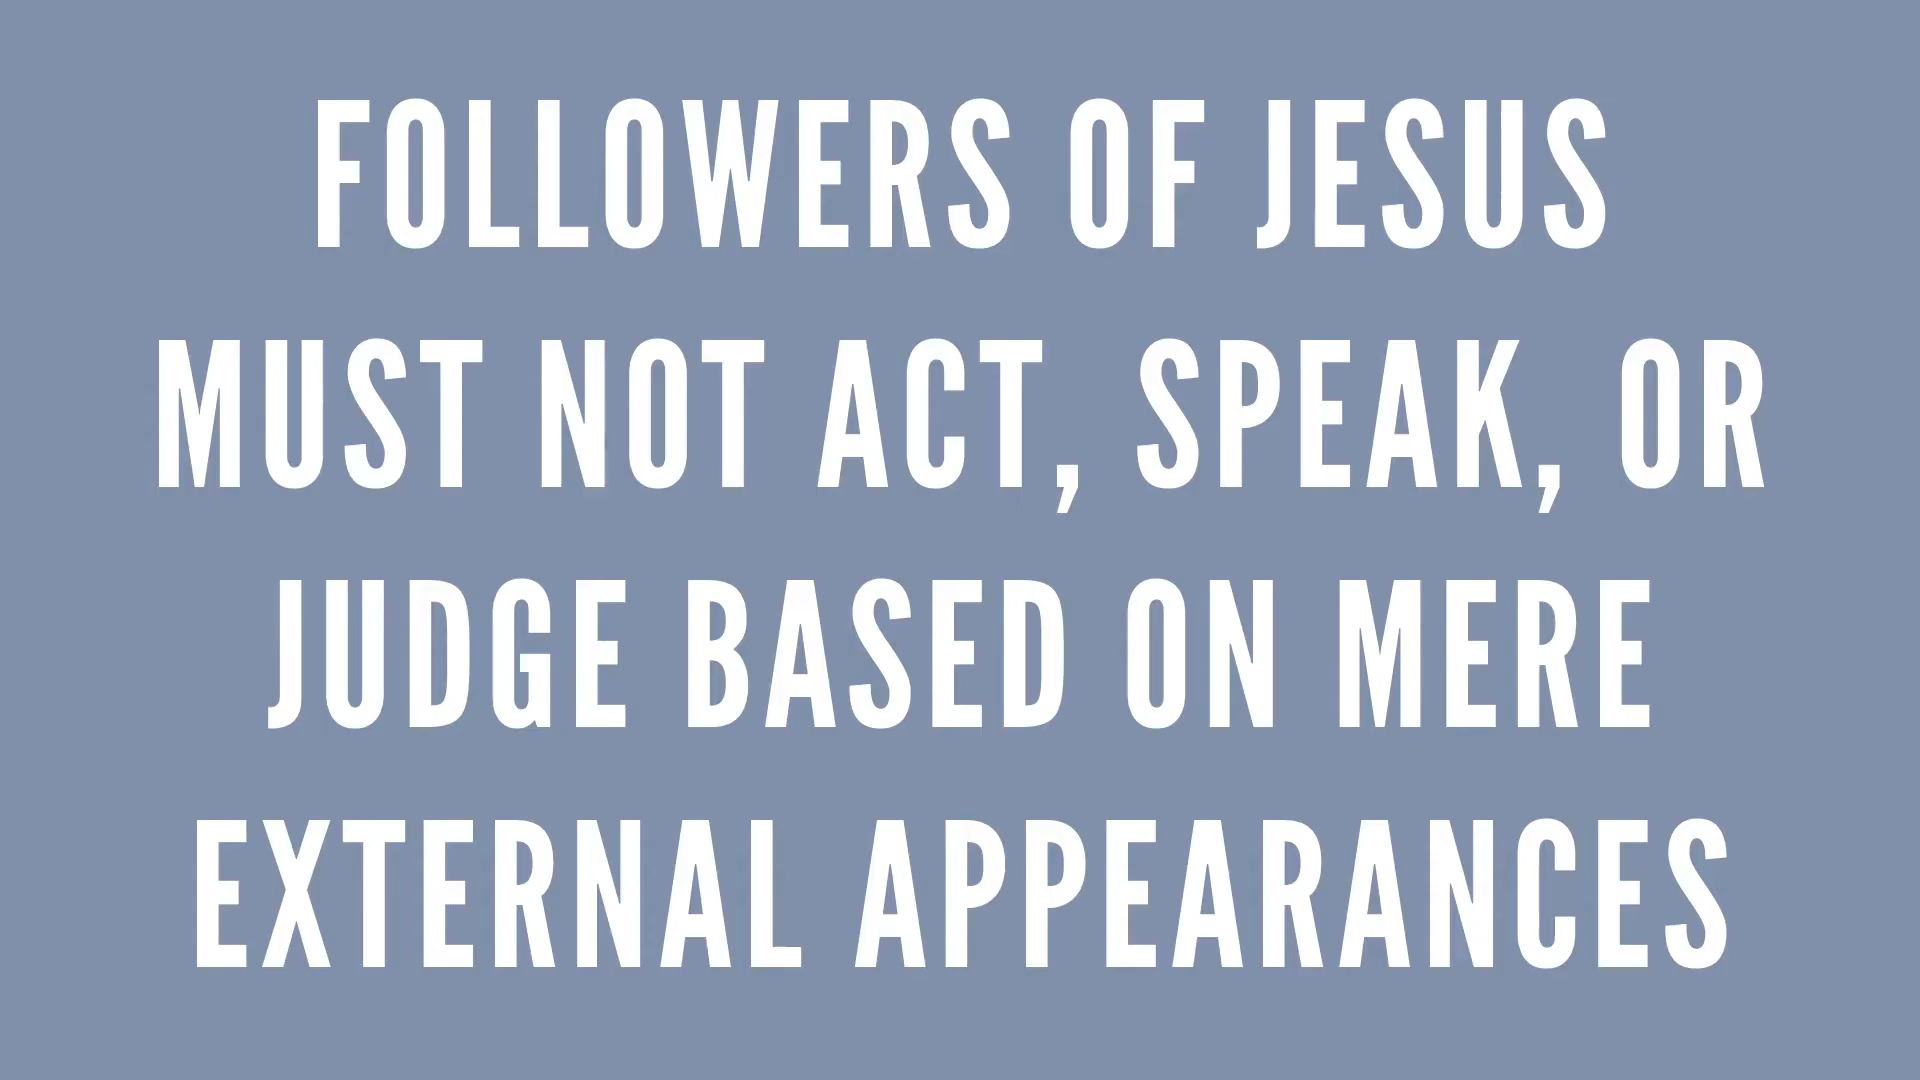 FOLLOWERS OF JESUS
MUST NOT ACT, SPEAK, OR
JUDGE BASED ON MERE
EXTERNAL APPEARANCES